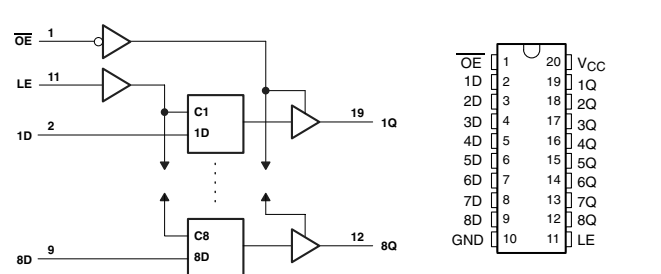 OE 1
LE 11
C1
1D 2 1D
19 1Q
C8
8D 9 8D
12 8Q
OE 1 20 VCC
1D 2 19 1Q
2D 3 18 2Q
3D 4 17 3Q
4D 5 16 4Q
5D 6 15 5Q
6D 7 14 6Q
7D 8 13 7Q
8D 9 12 8Q
GND 10 11 LE